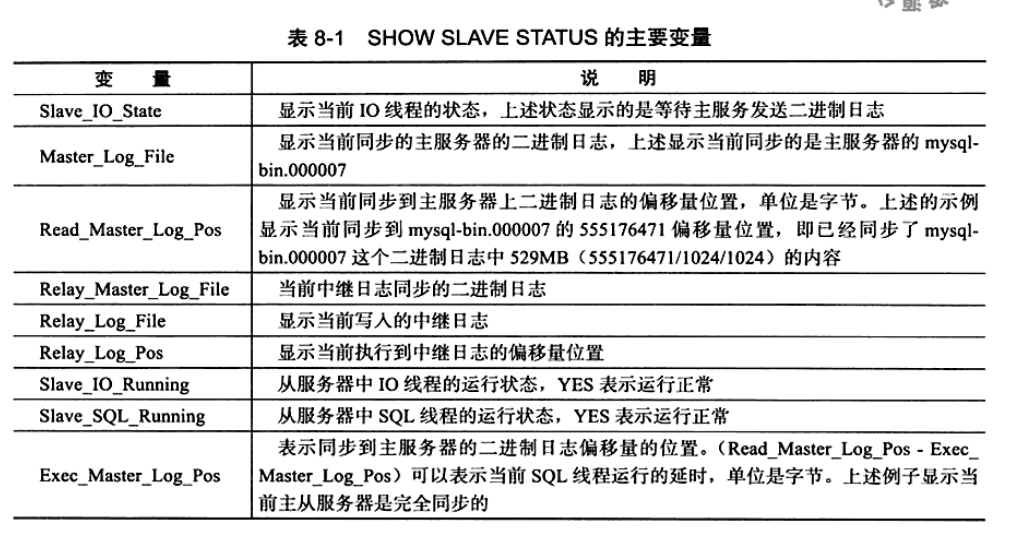 表 8-1 SHOW SLAVE STATUS 的主要变量
变 量 说 明
Slave_IO_State 显示当前 IO 线程的状态，上述状态显示的是等待主服务发送二进制日志
Master_Log_File 显示当前同步的主服务器的二进制日志，上述显示当前同步的是主服务器的 mysql-
bin.000007
Read_Master_Log_Pos 显示当前同步到主服务器上二进制日志的偏移量位置，单位是字节。上述的示例
显示当前同步到 mysql-bin.000007 的 555176471 偏移量位置，即已经同步了 mysql-
bin.000007 这个二进制日志中 529MB（555176471/1024/1024）的内容
Relay_Master_Log_File 当前中继日志同步的二进制日志
Relay_Log_File 显示当前写入的中继日志
Relay_Log_Pos 显示当前执行到中继日志的偏移量位置
Slave_IO_Running 从服务器中 IO 线程的运行状态，YES 表示运行正常
Slave_SQL_Running 从服务器中 SQL 线程的运行状态，YES 表示运行正常
Exec_Master_Log_Pos 表示同步到主服务器的二进制日志偏移量的位置。（Read_Master_Log_Pos - Exec_
Master_Log_Pos）可以表示当前 SQL 线程运行的延时，单位是字节。上述例子显示当
前主从服务器是完全同步的